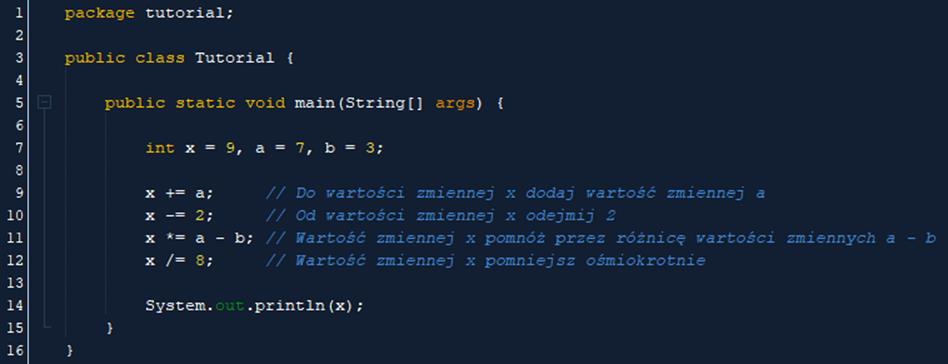 1 package tutorial;
2
3 public class Tutorial {
4
5 public static void main(String[] args) {
6
7 int x = 9, a = 7, b = 3;
8
9 x += a; // Do wartości zmiennej x dodaj wartość zmiennej a
10 x -= 2; // Od wartości zmiennej x odejmij 2
11 x *= a - b; // Wartość zmiennej x pomnóż przez różnicę wartości zmiennych a - b
12 x /= 8; // Wartość zmiennej x pomniejsz ośmiokrotnie
13
14 System.out.println(x);
15 }
16 }